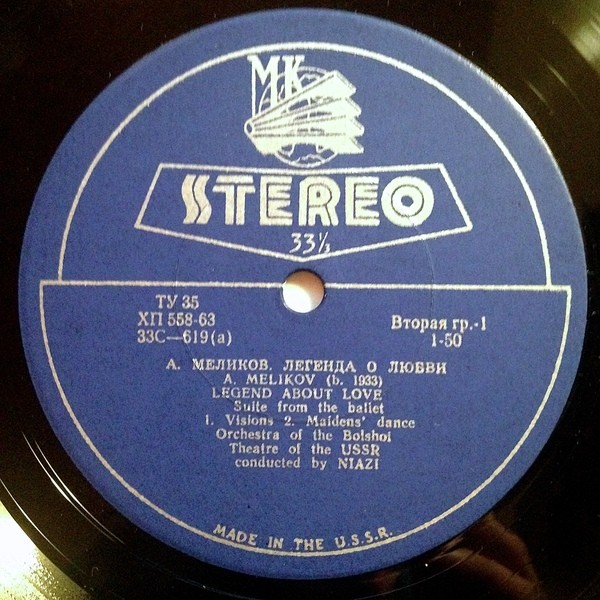 МК
STEREO
33⅓
ТУ 35
ХП 558-63
33С—619(а)
Вторая гр.-1
1-50
А. МЕЛИКОВ. ЛЕГЕНДА О ЛЮБВИ
A. MELIKOV (b. 1933)
LEGEND ABOUT LOVE
Suite from the ballet
1. Visions 2. Maidens' dance
Orchestra of the Bolshoi
Theatre of the USSR
conducted by NIAZI
MADE IN THE U.S.S.R.